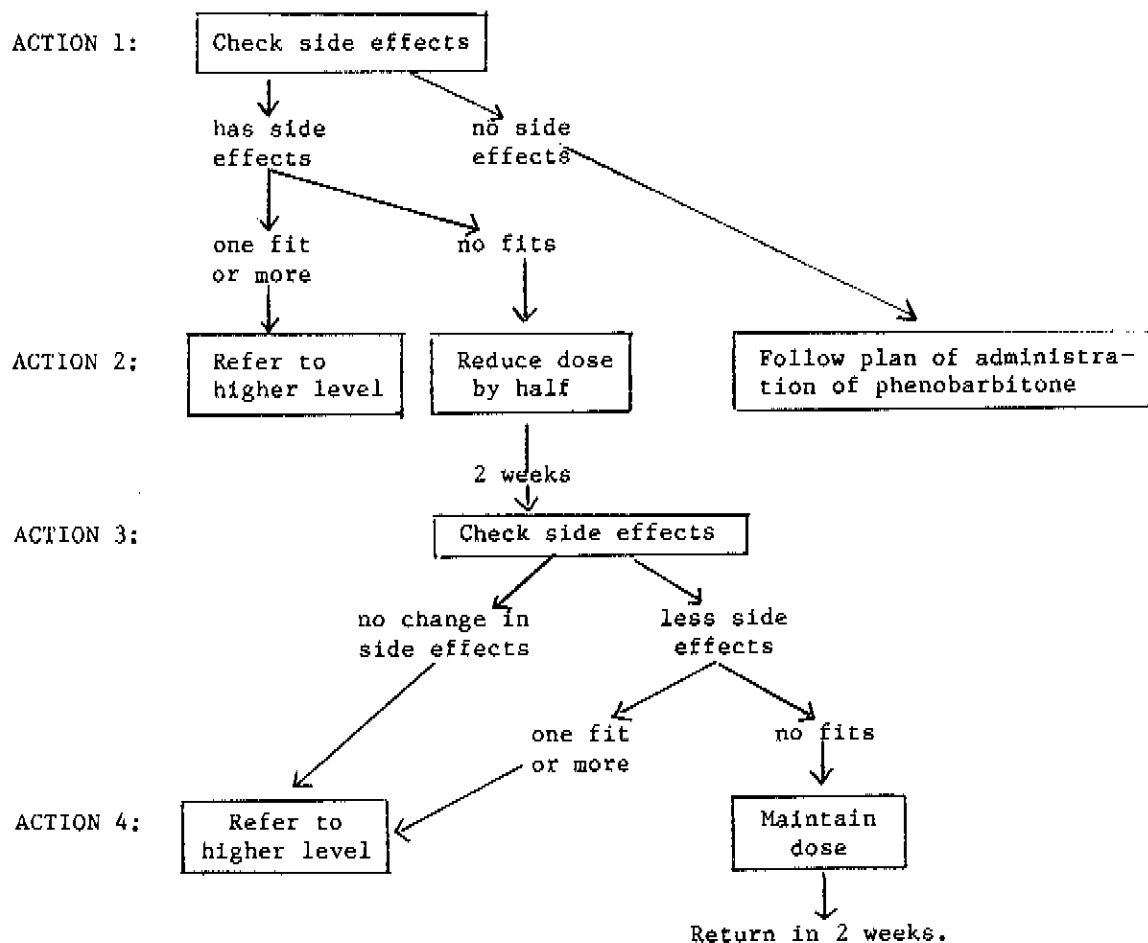 ACTION 1:
Check side effects
has side
effects
no side
effects
one fit
or more
no fits
ACTION 2:
Refer to
higher level
Reduce dose
by half
Follow plan of administra-
tion of phenobarbitone
2 weeks
ACTION 3:
Check side effects
no change in
side effects
less side
effects
one fit
or more
no fits
ACTION 4:
Refer to
higher level
Maintain
dose
Return in 2 weeks.